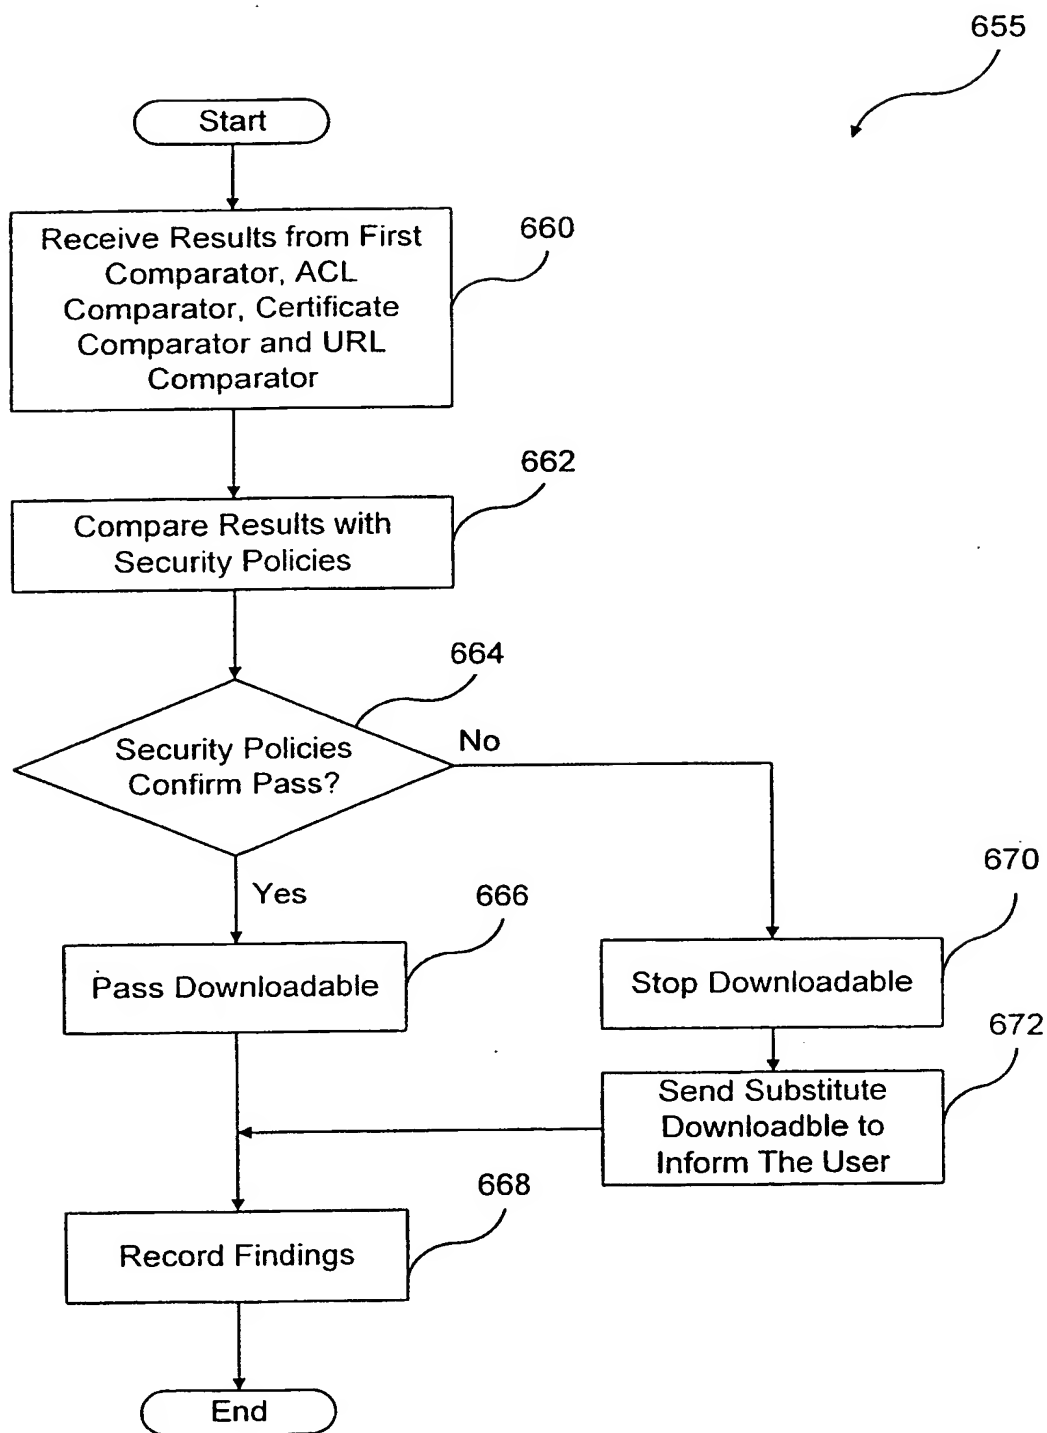 655
Start
Receive Results from First
Comparator, ACL
Comparator, Certificate
Comparator and URL
Comparator
660
662
Compare Results with
Security Policies
664
Security Policies
Confirm Pass?
No
Yes
666
Pass Downloadable
670
Stop Downloadable
672
Send Substitute
Downloadble to
Inform The User
668
Record Findings
End